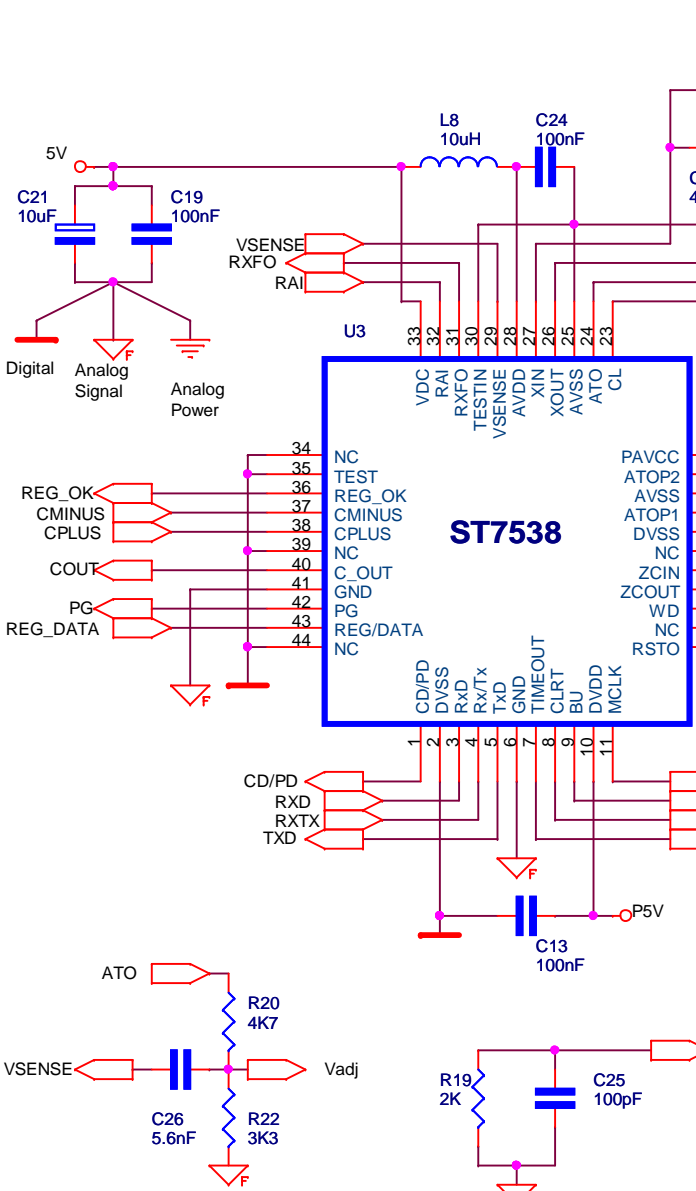 L8
10uH
C24
100nF
5V
C21
10uF
C19
100nF
C
4
VSENSE
RXFO
RAI
Digital
F
Analog
Signal
Analog
Power
U3
33
32
31
30
29
28
27
26
25
24
23
VDC
RAI
RXFO
TESTIN
VSENSE
AVDD
XIN
XOUT
AVSS
ATO
CL
34
35
36
37
38
39
40
41
42
43
44
NC
TEST
REG_OK
CMINUS
CPLUS
NC
C_OUT
GND
PG
REG/DATA
NC
REG_OK
CMINUS
CPLUS
COUT
PG
REG_DATA
F
ST7538
PAVCC
ATOP2
AVSS
ATOP1
DVSS
NC
ZCIN
ZCOUT
WD
NC
RSTO
CD/PD
DVSS
RxD
Rx/Tx
TxD
GND
TIMEOUT
CLRT
BU
DVDD
MCLK
1
2
3
4
5
6
7
8
9
10
11
CD/PD
RXD
RXTX
TXD
F
P5V
C13
100nF
ATO
R20
4K7
VSENSE
Vadj
C26
5.6nF
R22
3K3
F
R19
2K
C25
100pF